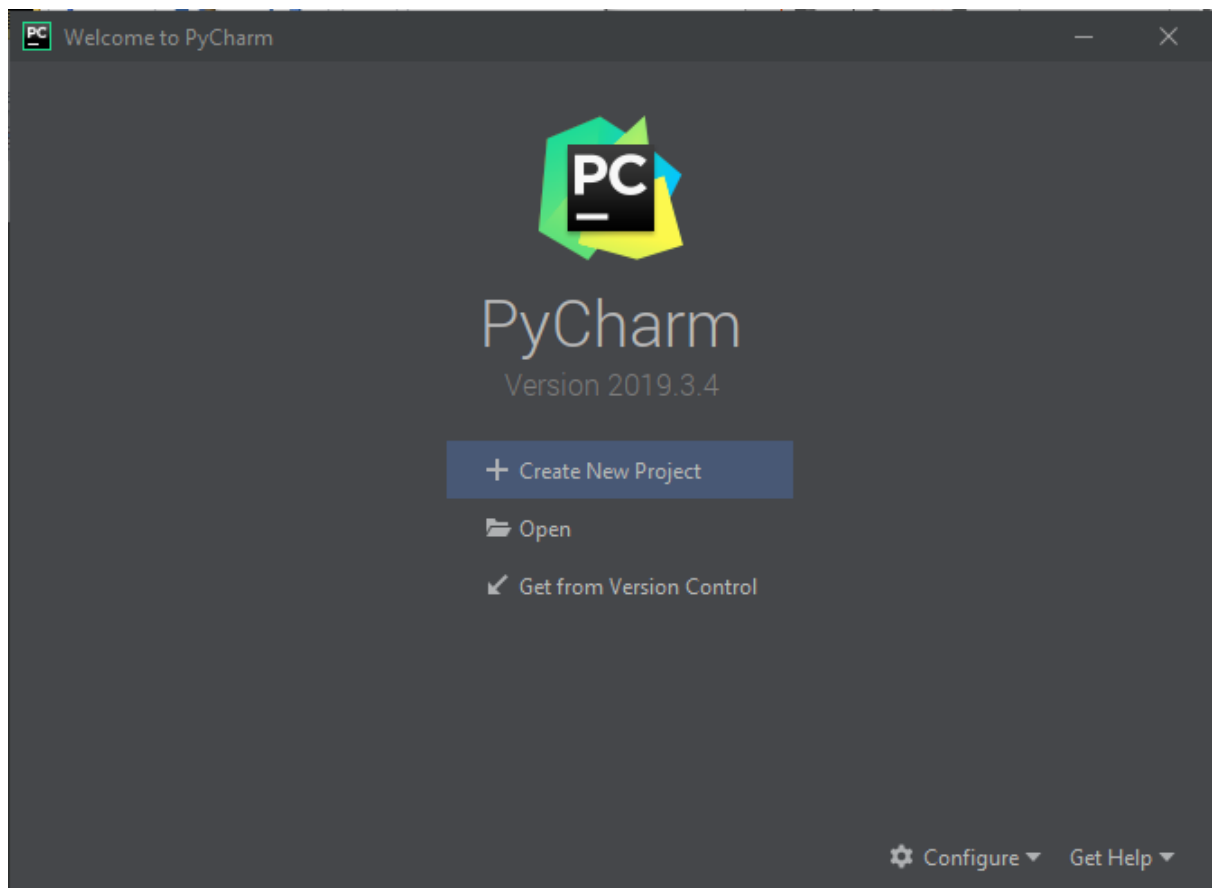 PC
Welcome to PyCharm
PC
PyCharm
Version 2019.3.4
Create New Project
Open
Get from Version Control
Configure
Get Help